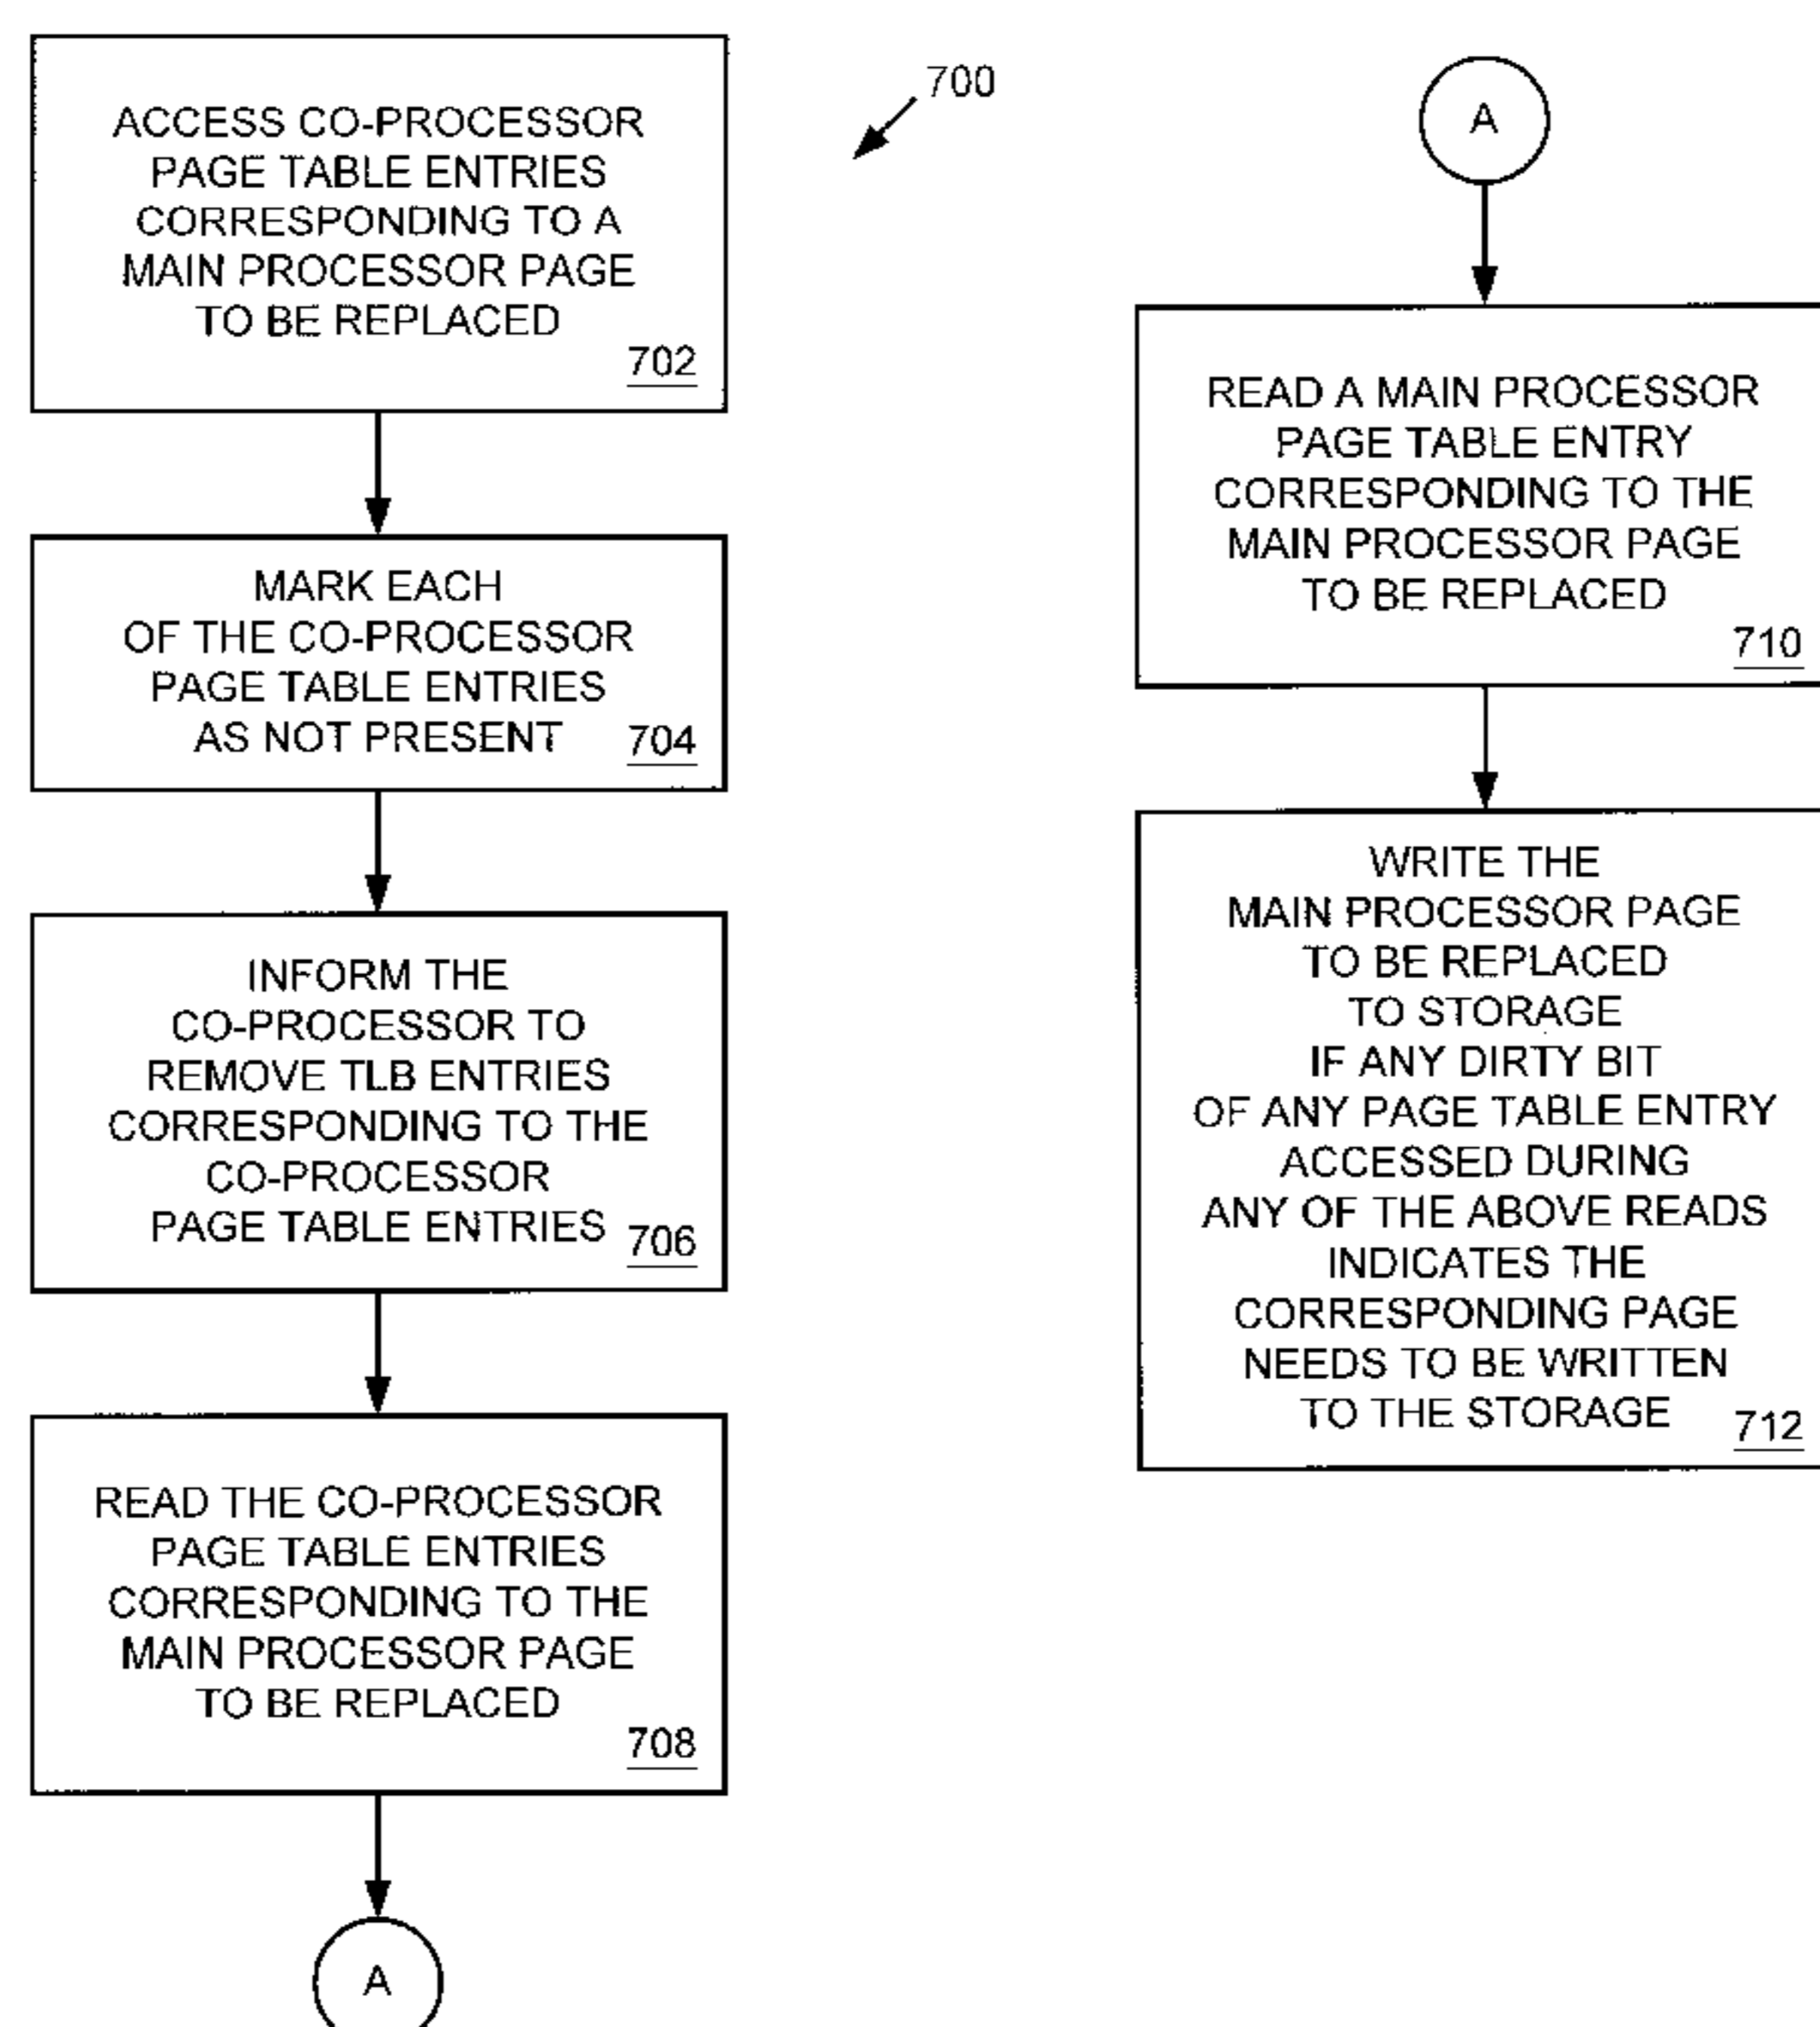 ACCESS CO-PROCESSOR
PAGE TABLE ENTRIES
CORRESPONDING TO A
MAIN PROCESSOR PAGE
TO BE REPLACED
702
MARK EACH
OF THE CO-PROCESSOR
PAGE TABLE ENTRIES
AS NOT PRESENT
704
INFORM THE
CO-PROCESSOR TO
REMOVE TLB ENTRIES
CORRESPONDING TO THE
CO-PROCESSOR
PAGE TABLE ENTRIES
706
READ THE CO-PROCESSOR
PAGE TABLE ENTRIES
CORRESPONDING TO THE
MAIN PROCESSOR PAGE
TO BE REPLACED
708
A
700
A
READ A MAIN PROCESSOR
PAGE TABLE ENTRY
CORRESPONDING TO THE
MAIN PROCESSOR PAGE
TO BE REPLACED
710
WRITE THE
MAIN PROCESSOR PAGE
TO BE REPLACED
TO STORAGE
IF ANY DIRTY BIT
OF ANY PAGE TABLE ENTRY
ACCESSED DURING
ANY OF THE ABOVE READS
INDICATES THE
CORRESPONDING PAGE
NEEDS TO BE WRITTEN
TO THE STORAGE
712